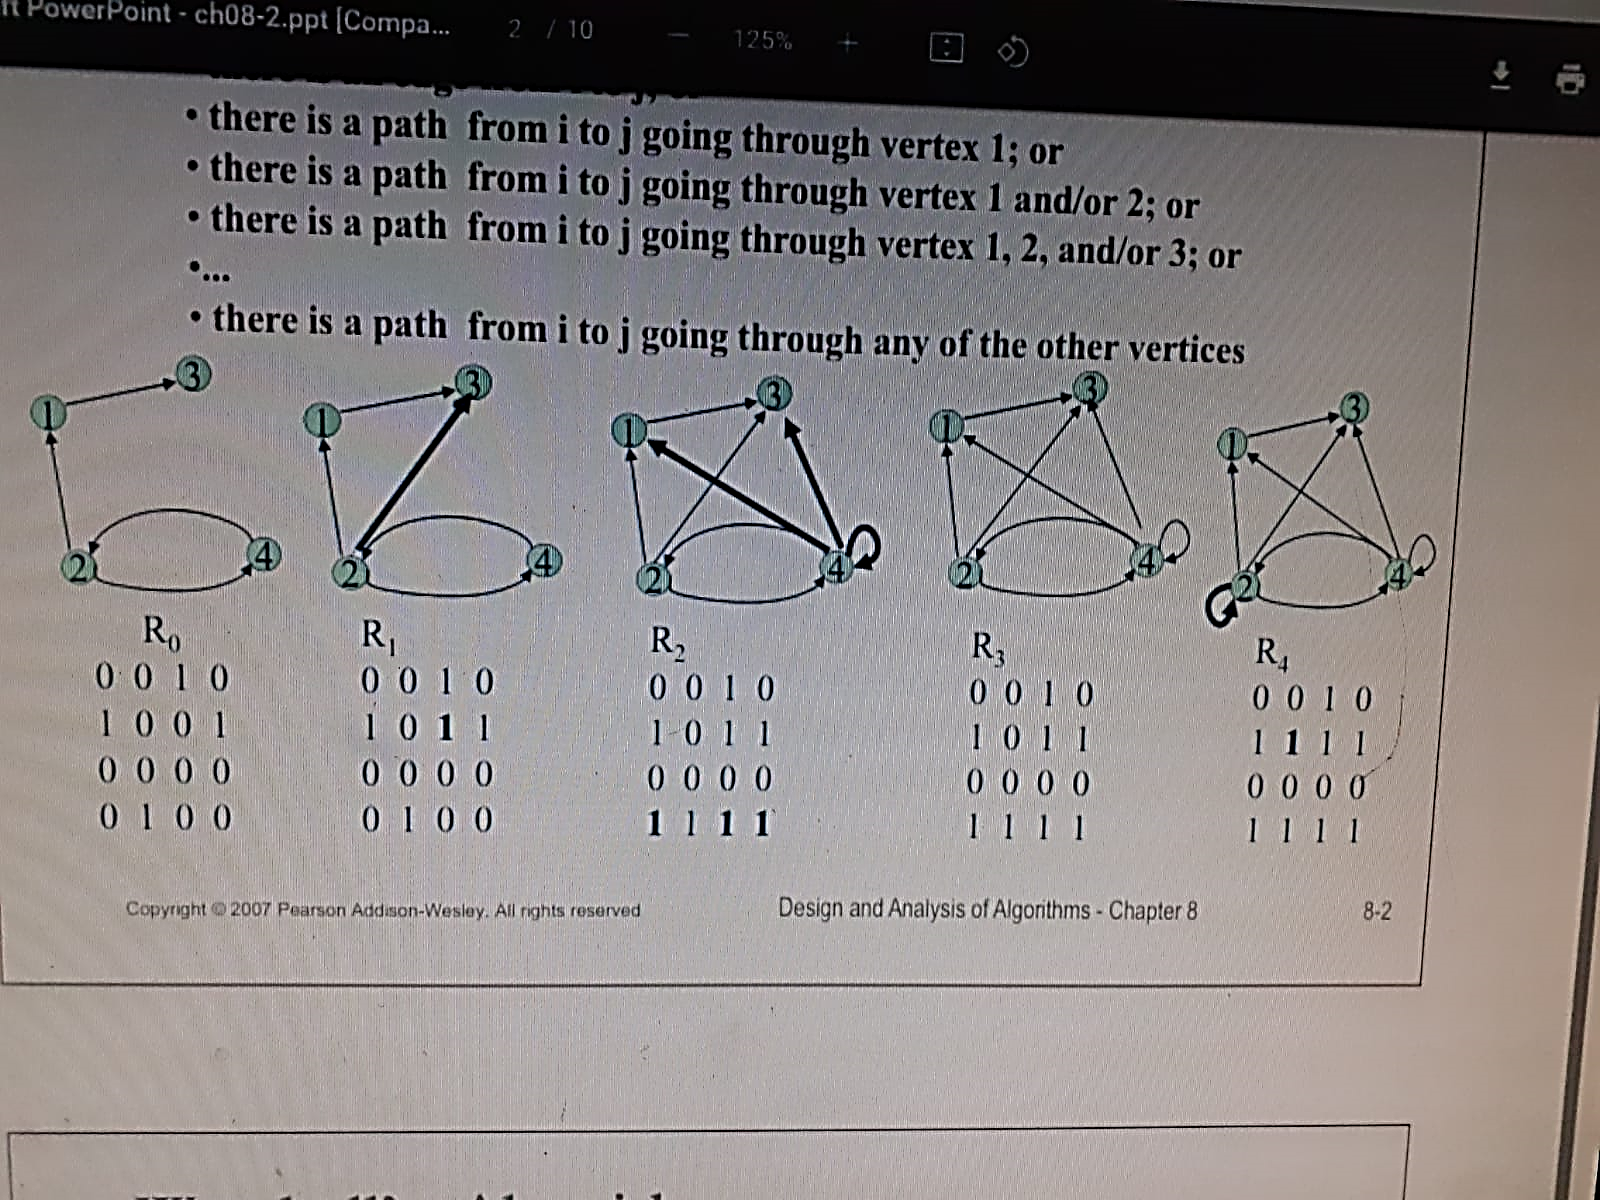 PowerPoint - ch08-2.ppt [Compa...
2 / 10
125%
• there is a path from i to j going through vertex 1; or
• there is a path from i to j going through vertex 1 and/or 2; or
• there is a path from i to j going through vertex 1, 2, and/or 3; or
•...
• there is a path from i to j going through any of the other vertices
3 3 3 3 3
1 1 1 1 1
2 4 2 4 2 4 2 4 2 4
R0 R1 R2 R3 R4
0 0 1 0 0 0 1 0 0 0 1 0 0 0 1 0 0 0 1 0
1 0 0 1 1 0 1 1 1 0 1 1 1 0 1 1 1 1 1 1
0 0 0 0 0 0 0 0 0 0 0 0 0 0 0 0 0 0 0 0
0 1 0 0 0 1 0 0 1 1 1 1 1 1 1 1 1 1 1 1
Copyright © 2007 Pearson Addison-Wesley. All rights reserved Design and Analysis of Algorithms - Chapter 8 8-2